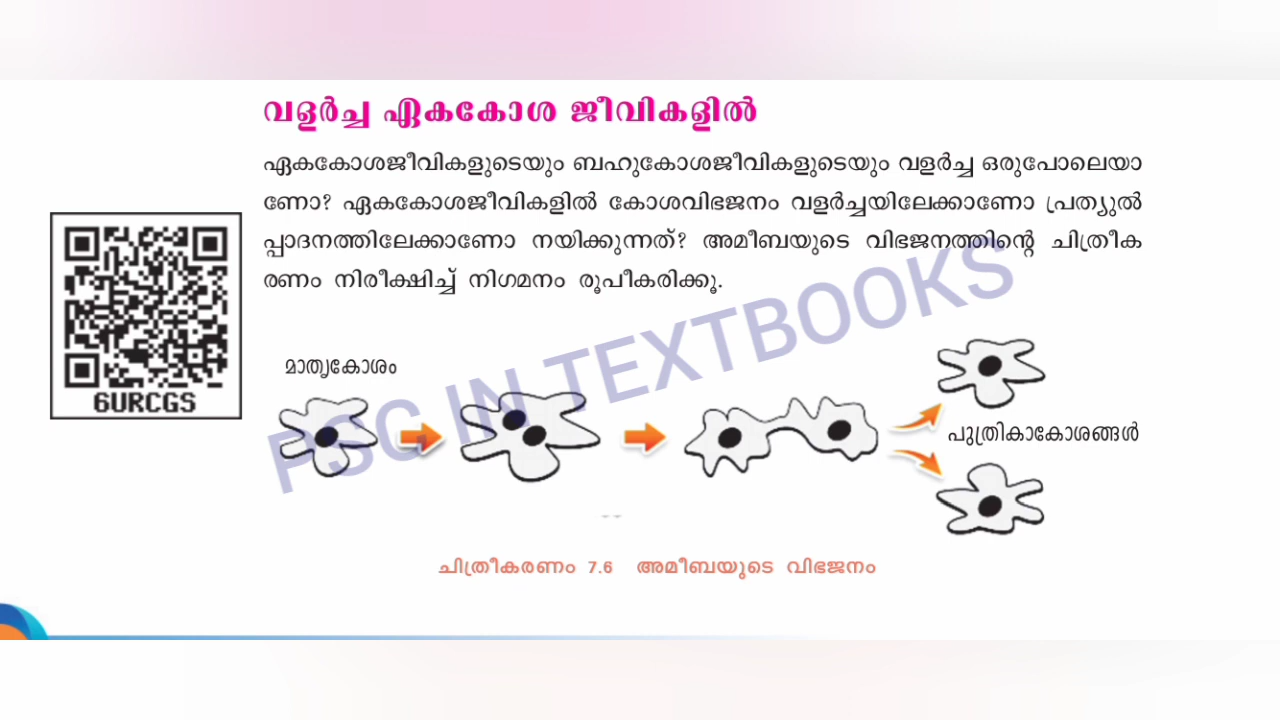 വളർച്ച ഏകകോശ ജീവികളിൽ
ഏകകോശജീവികളുടെയും ബഹുകോശജീവികളുടെയും വളർച്ച ഒരുപോലെയാ
ണോ? ഏകകോശജീവികളിൽ കോശവിഭജനം വളർച്ചയിലേക്കാണോ പ്രത്യുൽ
പ്പാദനത്തിലേക്കാണോ നയിക്കുന്നത്? അമീബയുടെ വിഭജനത്തിന്റെ ചിത്രീക
രണം നിരീക്ഷിച്ച് നിഗമനം രൂപീകരിക്കൂ.
6URCGS
മാതൃകോശം
PSC IN TEXTBOOKS
പുത്രികാകോശങ്ങൾ
ചിത്രീകരണം 7.6 അമീബയുടെ വിഭജനം